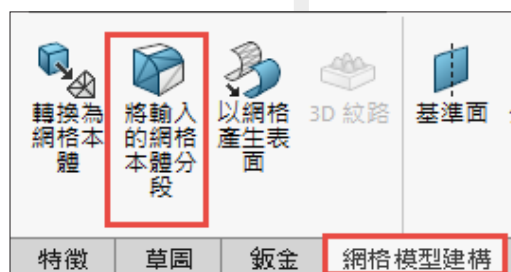 轉換為
網格本
體
將輸入
的網格
本體分
段
以網格
產生表
面
3D 紋路
基準面
特徵
草圖
鈑金
網格模型建構